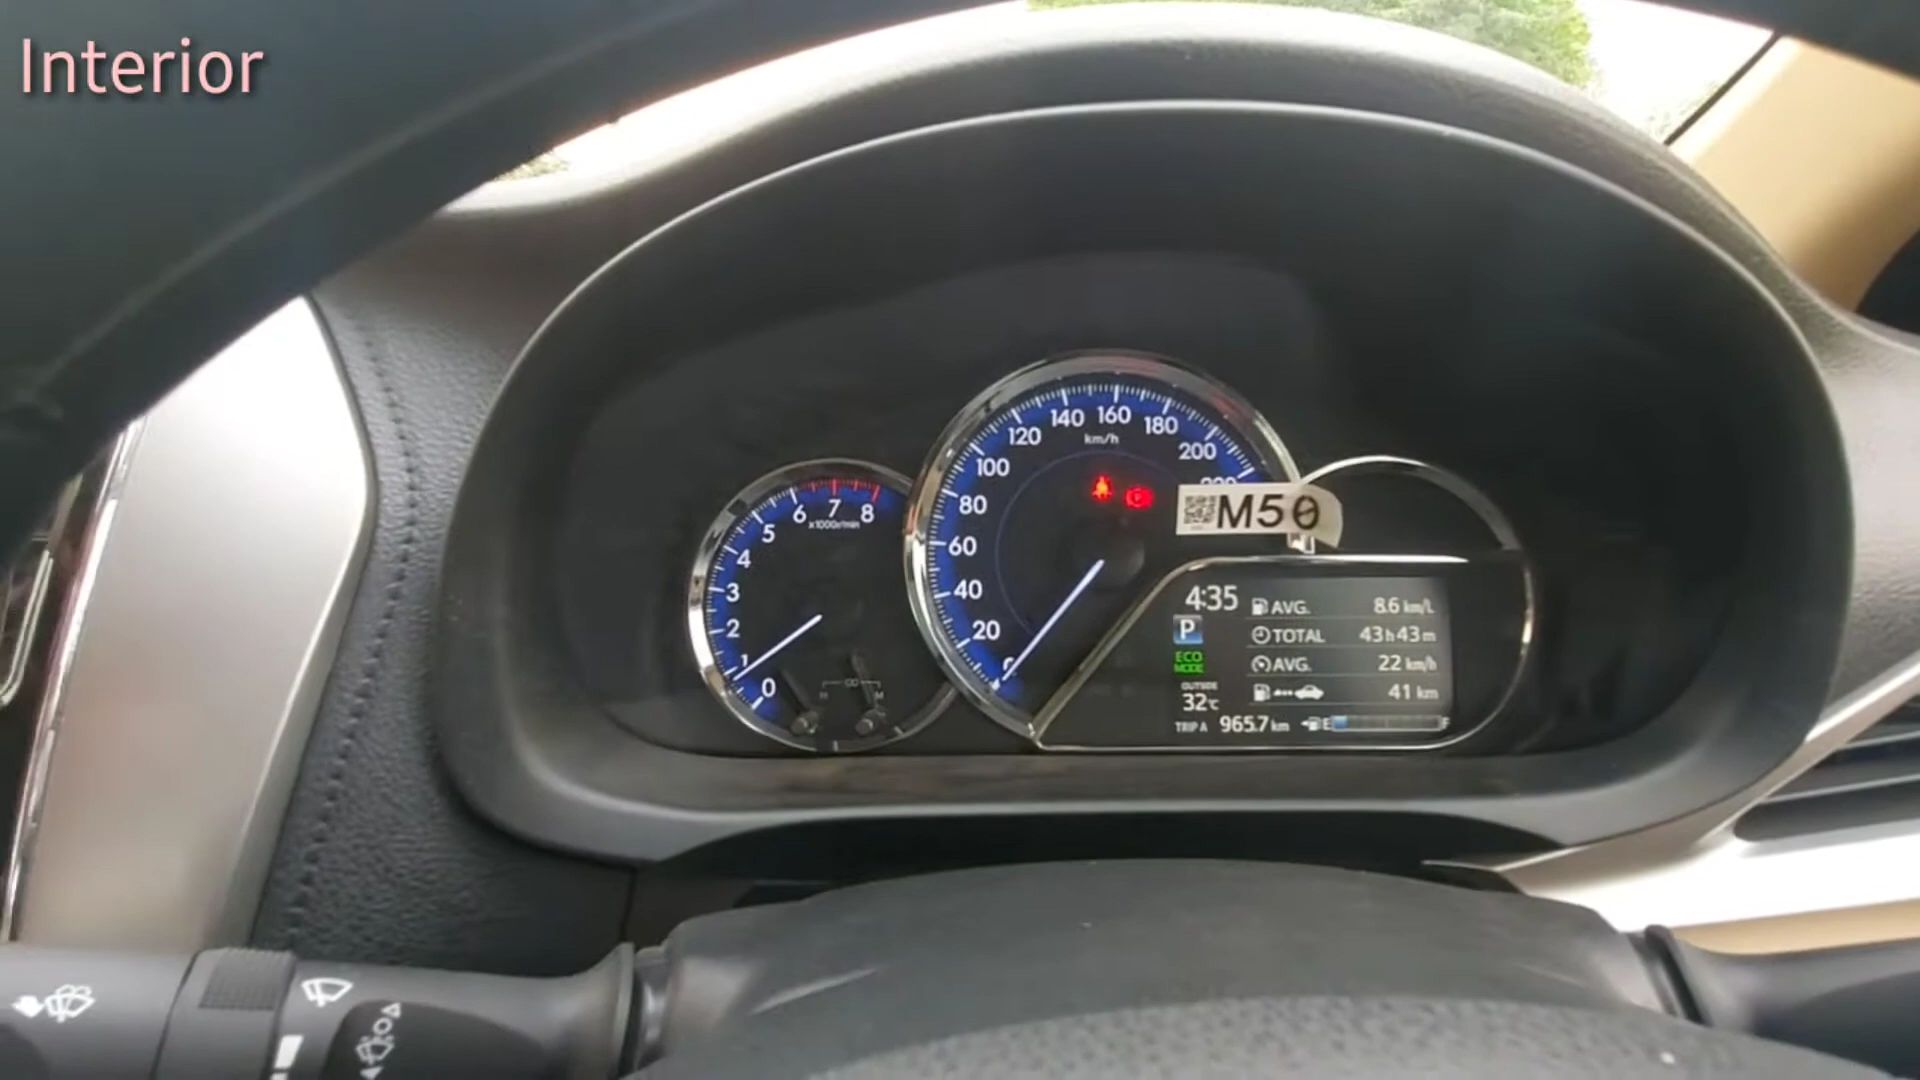 Interior
140 160 180
120 200
100 km/h
80
60
40
20
0
6 7 8
x1000r/min
5
4
3
2
1
0
M50
4:35
AVG. 8.6 km/L
P
TOTAL 43h43m
ECO
MODE
AVG. 22 km/h
OUTSIDE
32°C
41 km
TRIP A 965.7 km
E F